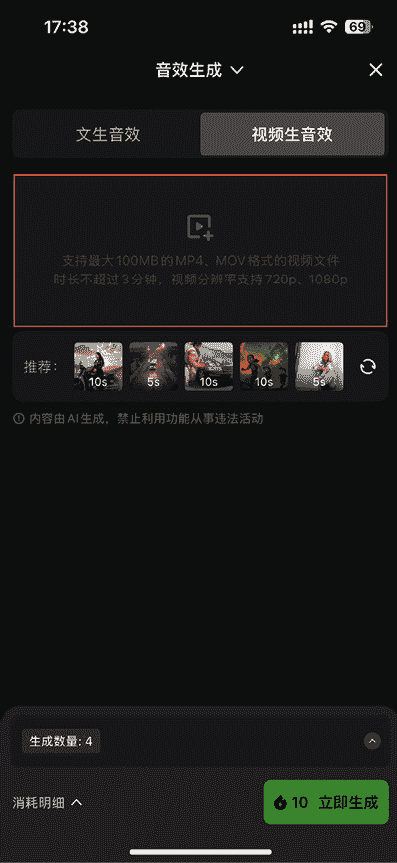 17:38
69
音效生成
文生音效
视频生音效
支持最大100MB的MP4、MOV格式的视频文件
时长不超过3分钟，视频分辨率支持720p、1080p
推荐：
10s
5s
10s
10s
5s
内容由AI生成，禁止利用功能从事违法活动
生成数量: 4
消耗明细
10 立即生成